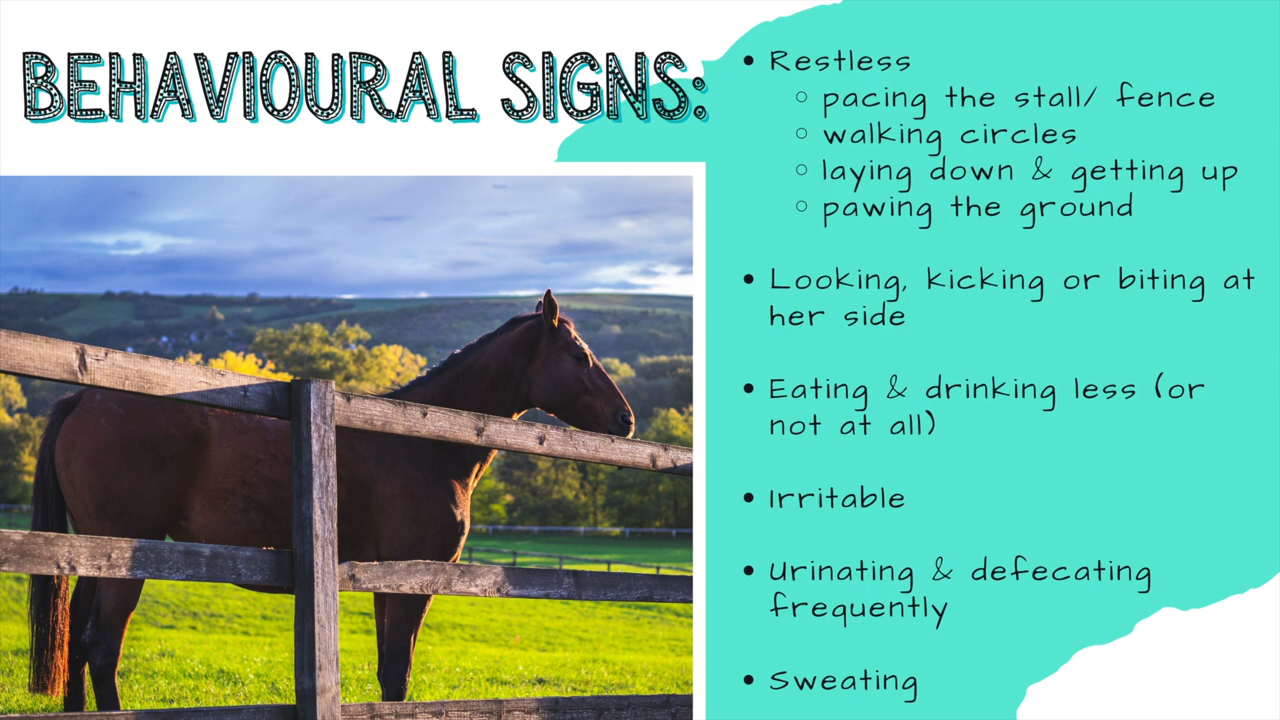 BEHAVIOURAL SIGNS:
• Restless
○ pacing the stall/ fence
○ walking circles
○ laying down & getting up
○ pawing the ground
• Looking, kicking or biting at
her side
• Eating & drinking less (or
not at all)
• Irritable
• Urinating & defecating
frequently
• Sweating